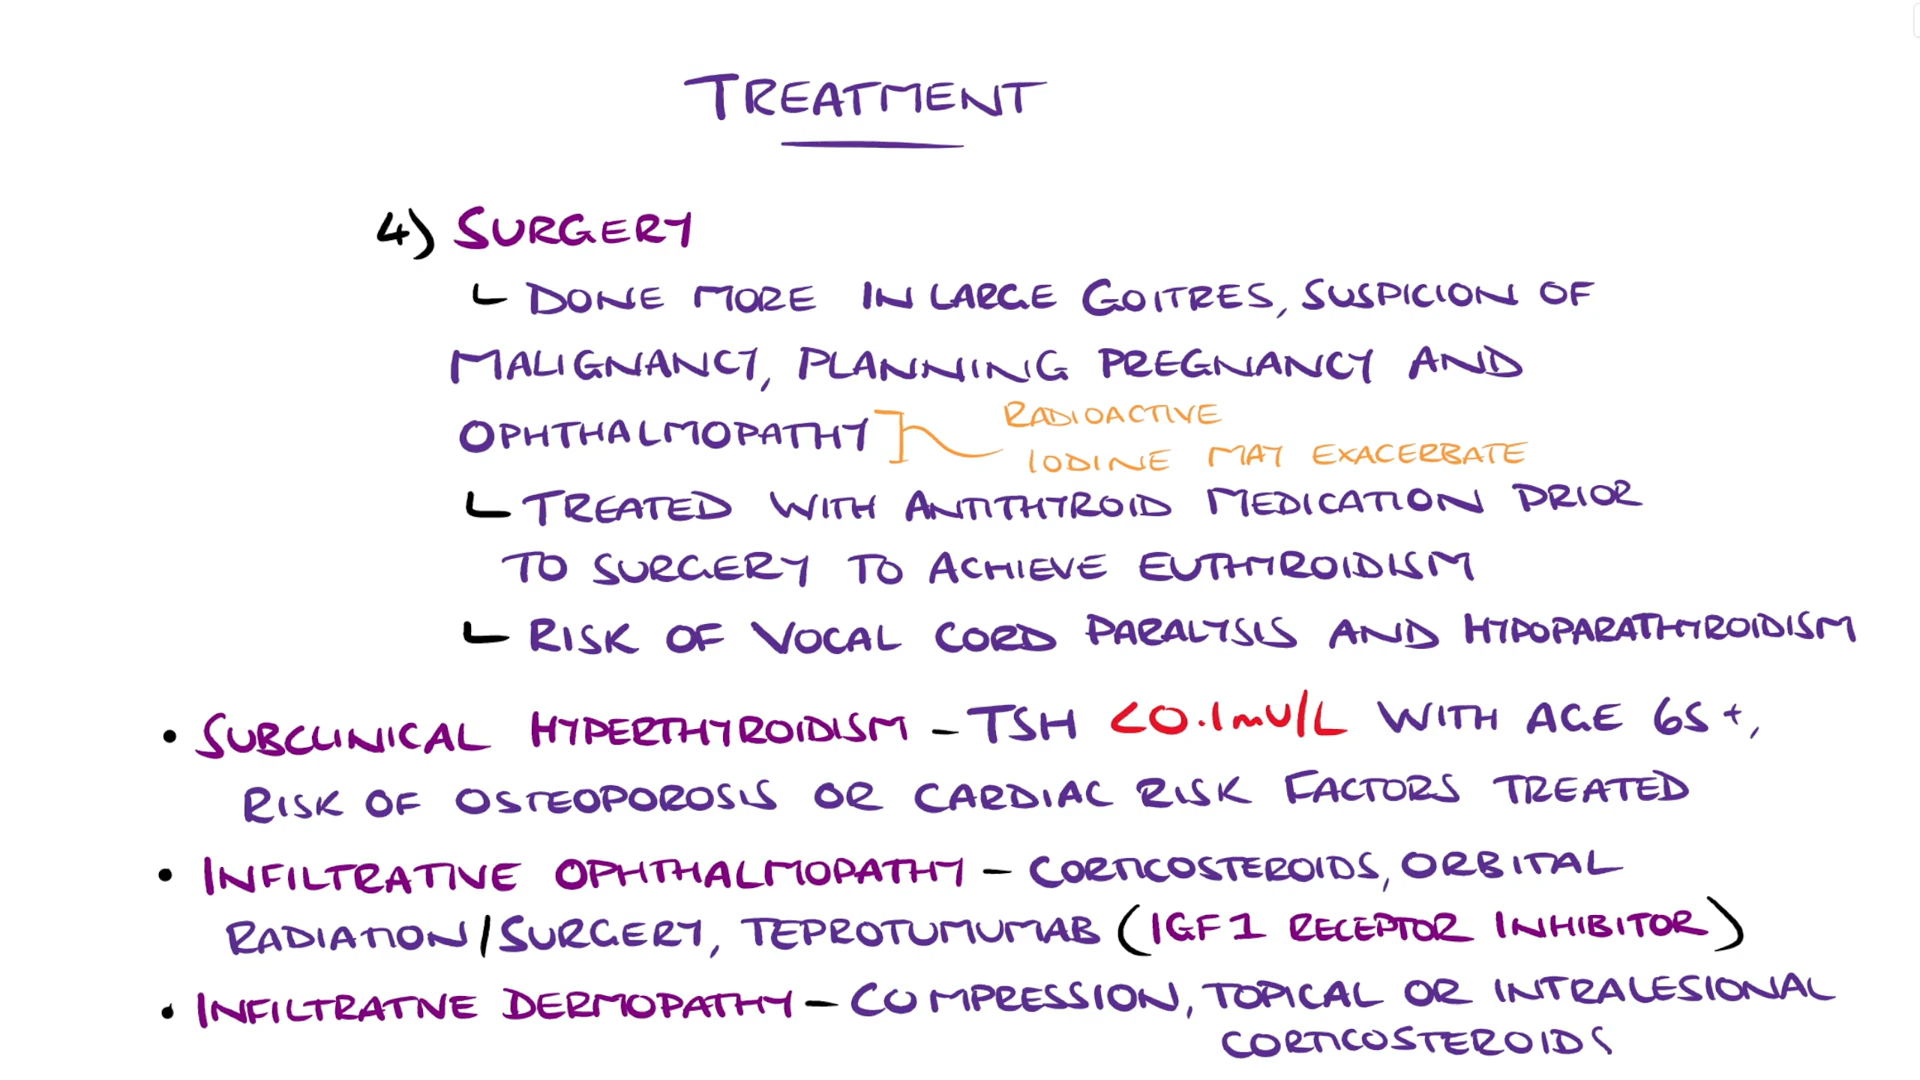 TREATMENT
4) SURGERY
└ DONE MORE IN LARGE GOITRES, SUSPICION OF
MALIGNANCY, PLANNING PREGNANCY AND
OPHTHALMOPATHY
RADIOACTIVE
IODINE MAY EXACERBATE
└ TREATED WITH ANTITHYROID MEDICATION PRIOR
TO SURGERY TO ACHIEVE EUTHYROIDISM
└ RISK OF VOCAL CORD PARALYSIS AND HYPOPARATHYROIDISM
• SUBCLINICAL HYPERTHYROIDISM – TSH <0.1mU/L WITH AGE 65+,
RISK OF OSTEOPOROSIS OR CARDIAC RISK FACTORS TREATED
• INFILTRATIVE OPHTHALMOPATHY – CORTICOSTEROIDS, ORBITAL
RADIATION/SURGERY, TEPROTUMUMAB (IGF1 RECEPTOR INHIBITOR)
• INFILTRATIVE DERMOPATHY – COMPRESSION, TOPICAL OR INTRALESIONAL
CORTICOSTEROIDS